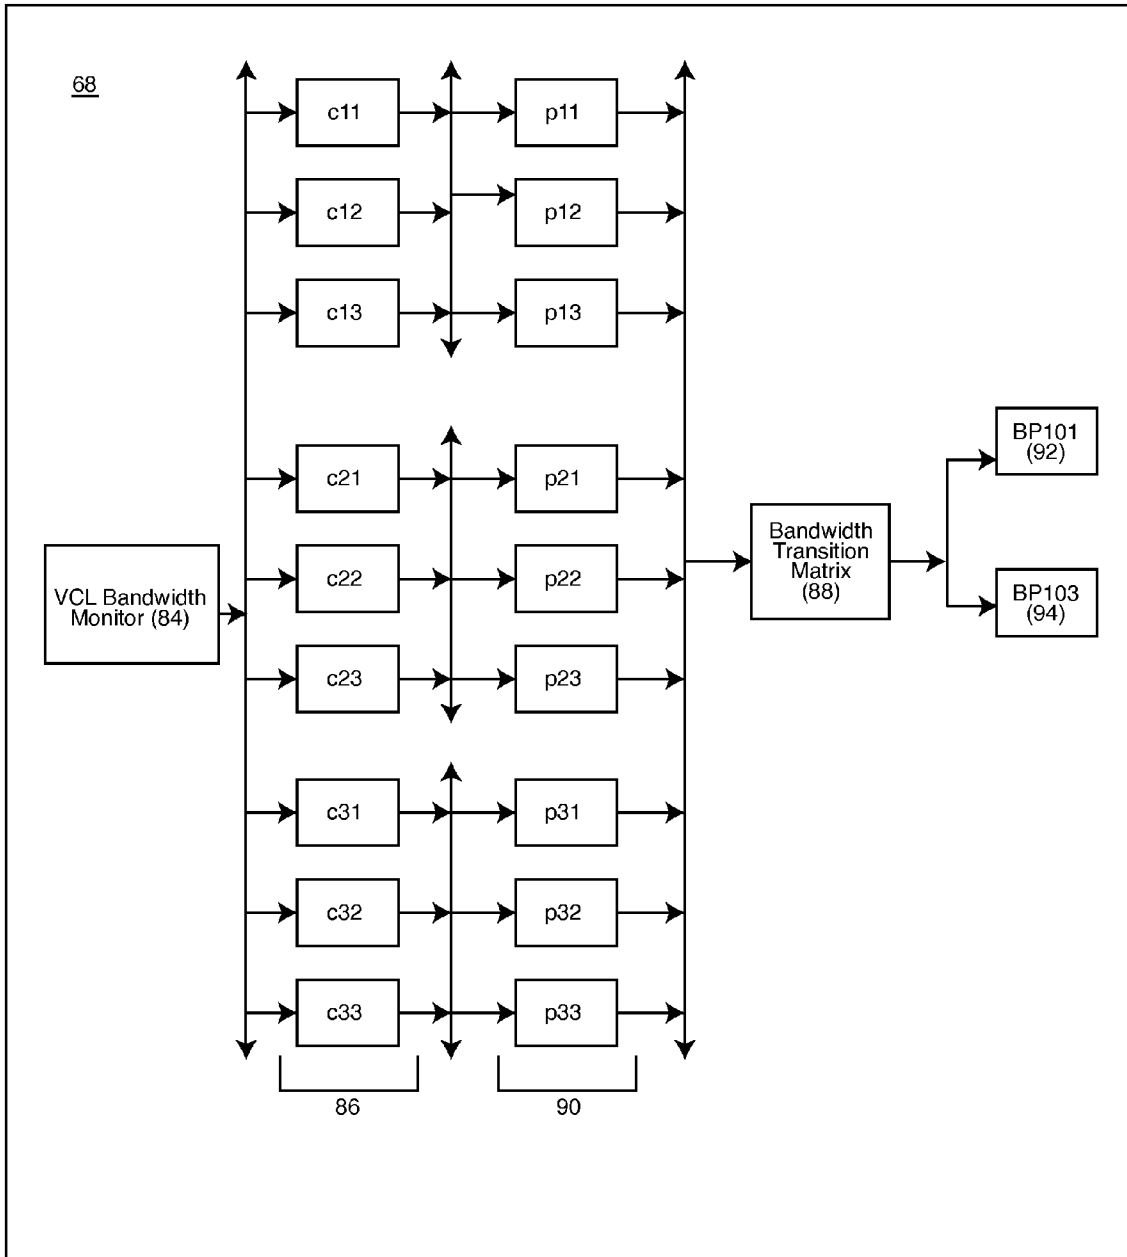 68
c11
p11
c12
p12
c13
p13
c21
p21
c22
p22
c23
p23
c31
p31
c32
p32
c33
p33
VCL Bandwidth
Monitor (84)
Bandwidth
Transition
Matrix
(88)
BP101
(92)
BP103
(94)
86
90